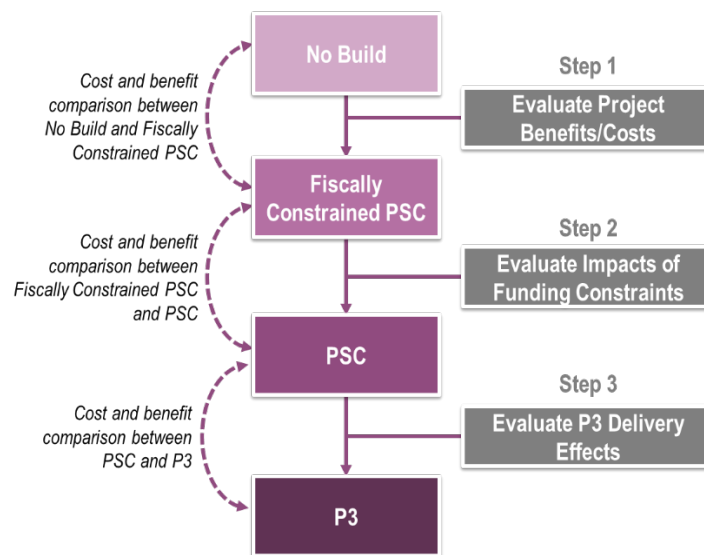 No Build
Step 1
Cost and benefit
comparison between
No Build and Fiscally
Constrained PSC
Evaluate Project
Benefits/Costs
Fiscally
Constrained PSC
Step 2
Cost and benefit
comparison between
Fiscally Constrained PSC
and PSC
Evaluate Impacts of
Funding Constraints
PSC
Step 3
Cost and benefit
comparison between
PSC and P3
Evaluate P3 Delivery
Effects
P3